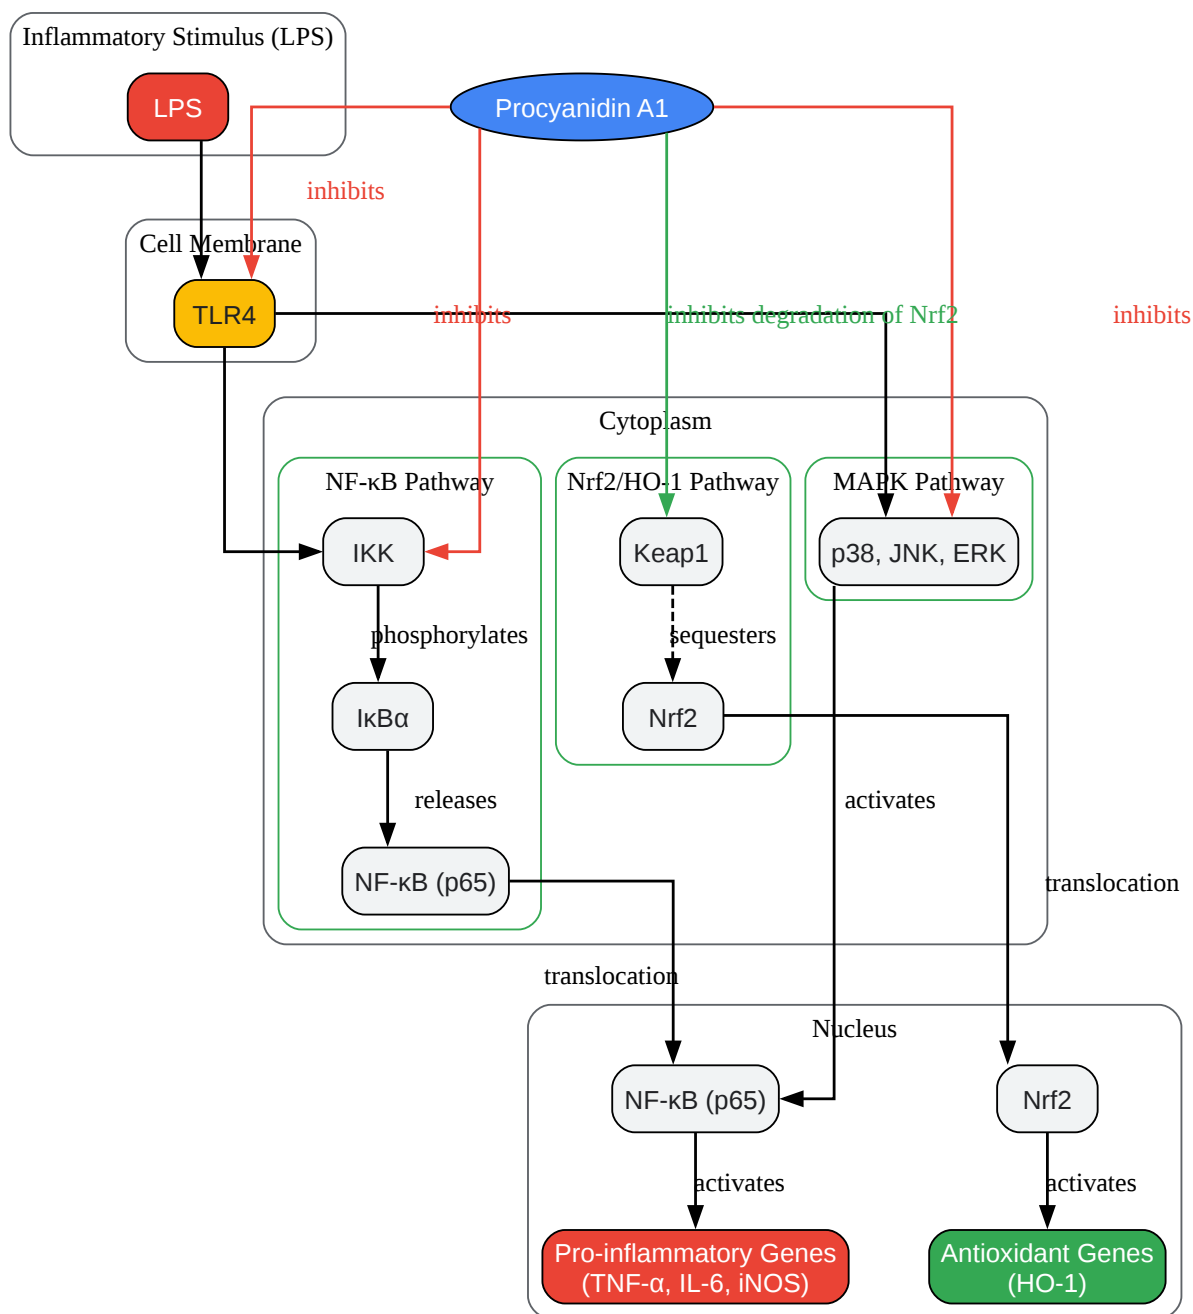 Inflammatory Stimulus (LPS)
LPS
Procyanidin A1
inhibits
Cell Membrane
TLR4
inhibits
inhibits degradation of Nrf2
inhibits
Cytoplasm
NF-κB Pathway
Nrf2/HO-1 Pathway
MAPK Pathway
IKK
Keap1
p38, JNK, ERK
phosphorylates
sequesters
IκBα
Nrf2
releases
activates
NF-κB (p65)
translocation
translocation
Nucleus
NF-κB (p65)
Nrf2
activates
activates
Pro-inflammatory Genes
(TNF-α, IL-6, iNOS)
Antioxidant Genes
(HO-1)